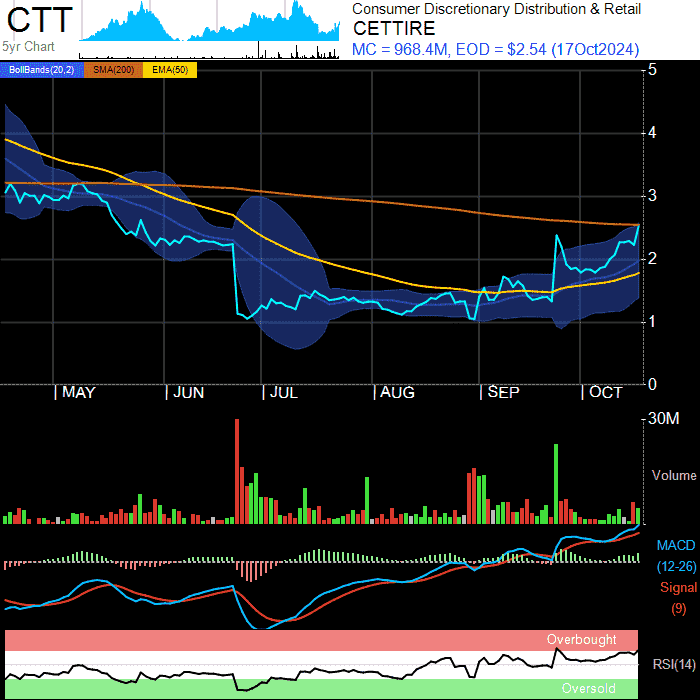 CTT
5yr Chart
Consumer Discretionary Distribution & Retail
CETTIRE
MC = 968.4M, EOD = $2.54 (17Oct2024)
BollBands(20,2) SMA(200) EMA(50)
5
4
3
2
1
0
MAY JUN JUL AUG SEP OCT
30M
Volume
MACD
(12-26)
Signal
(9)
Overbought
RSI(14)
Oversold